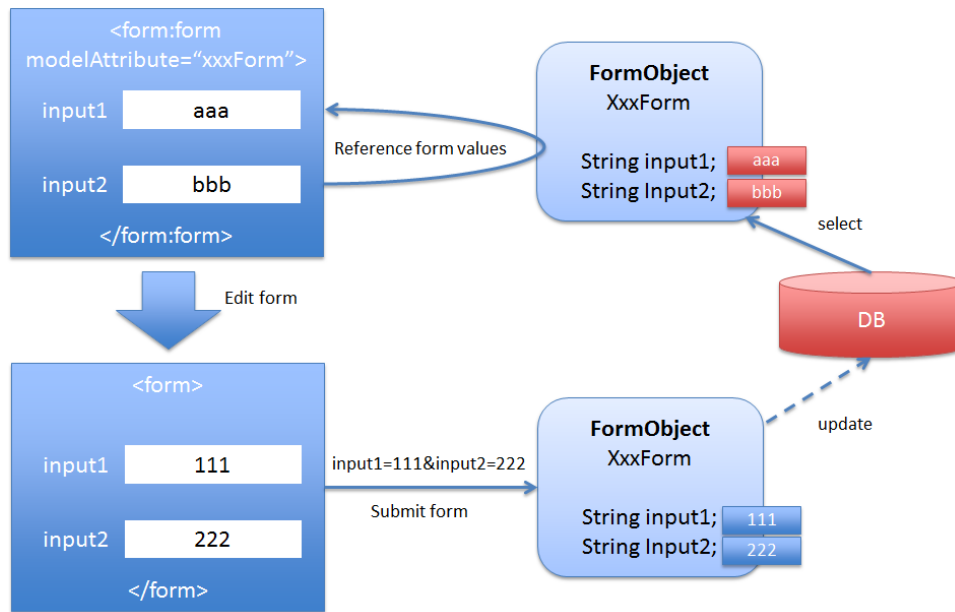 <form:form
modelAttribute=“xxxForm”>
input1 aaa
input2 bbb
</form:form>
Reference form values
FormObject
XxxForm
String input1; aaa
String Input2; bbb
select
DB
Edit form
update
<form>
input1 111
input2 222
</form>
input1=111&input2=222
Submit form
FormObject
XxxForm
String input1; 111
String Input2; 222